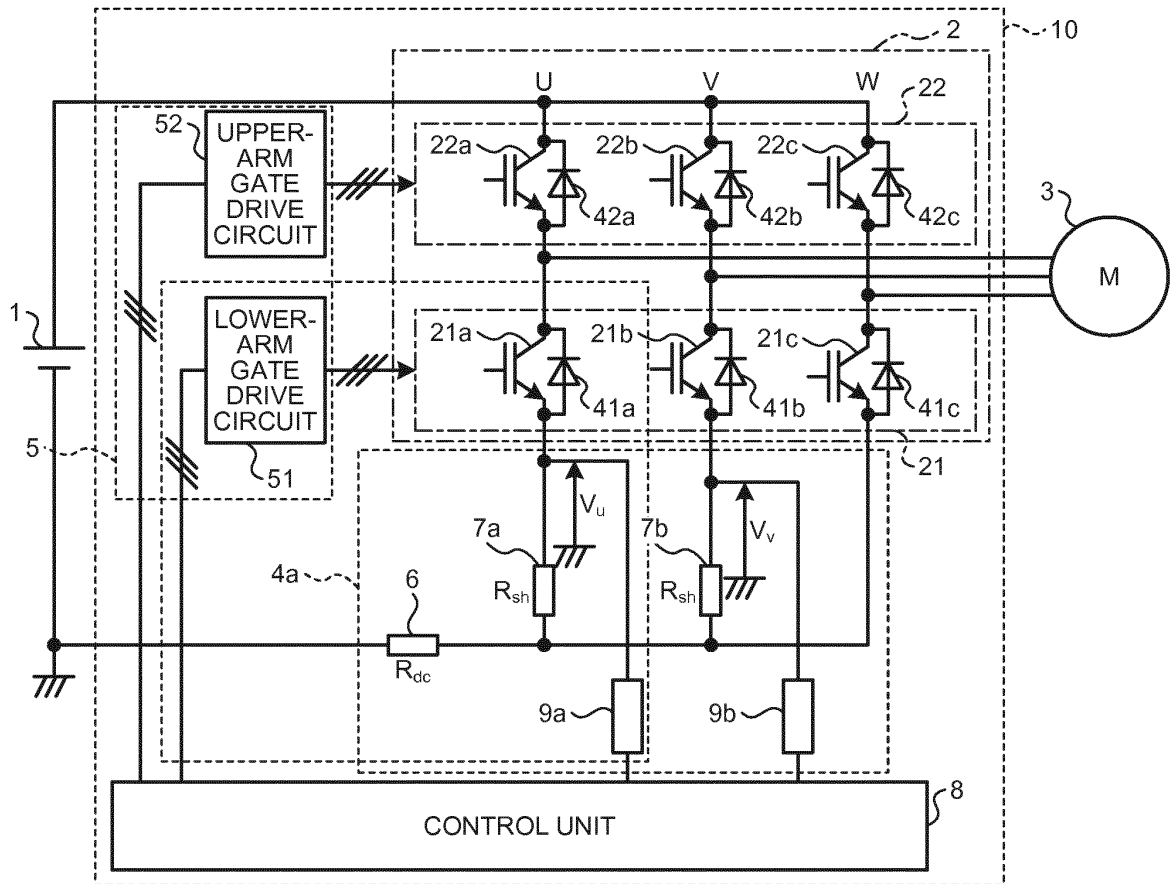 2
10
U V W
22
52
UPPER-
ARM
GATE
DRIVE
CIRCUIT
22a 22b 22c
42a 42b 42c
3
M
1
LOWER-
ARM
GATE
DRIVE
CIRCUIT
21a 21b 21c
41a 41b 41c
5
51
21
Vu
Vv
7a 7b
4a
6
Rsh Rsh
Rdc
9a 9b
8
CONTROL UNIT